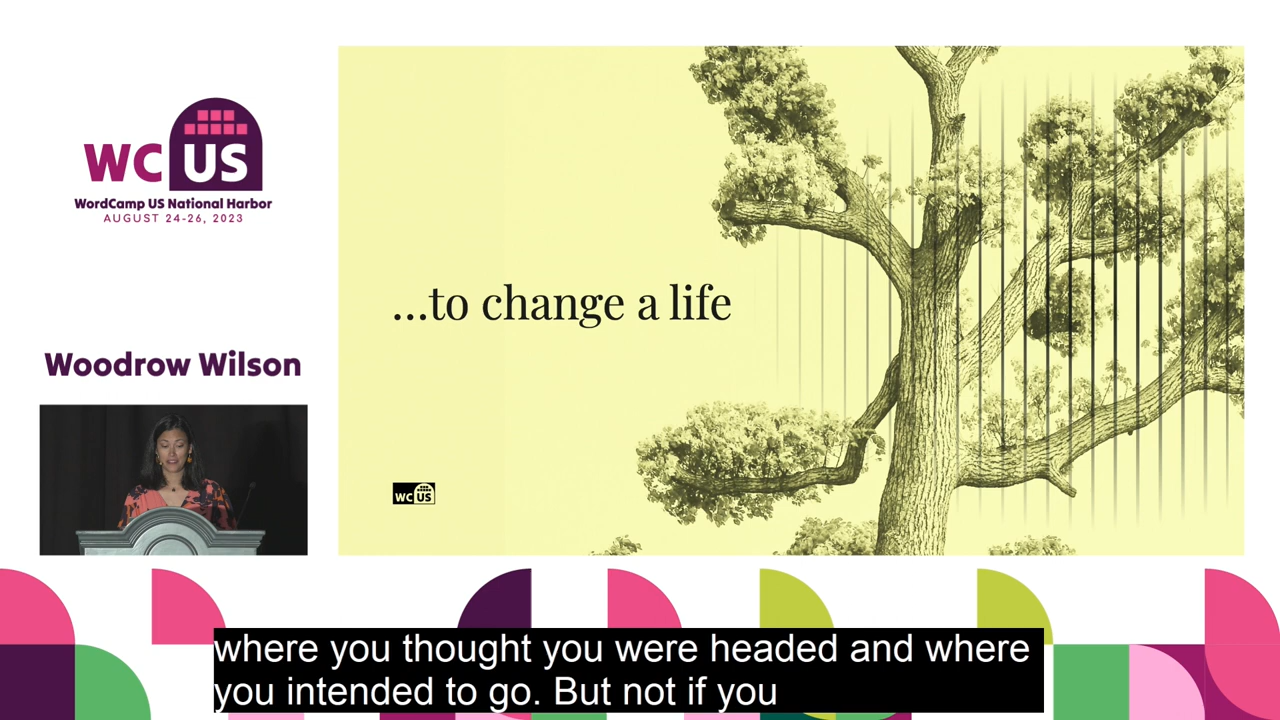 WC US
WordCamp US National Harbor
AUGUST 24-26, 2023
Woodrow Wilson
...to change a life
WC US
where you thought you were headed and where
you intended to go. But not if you